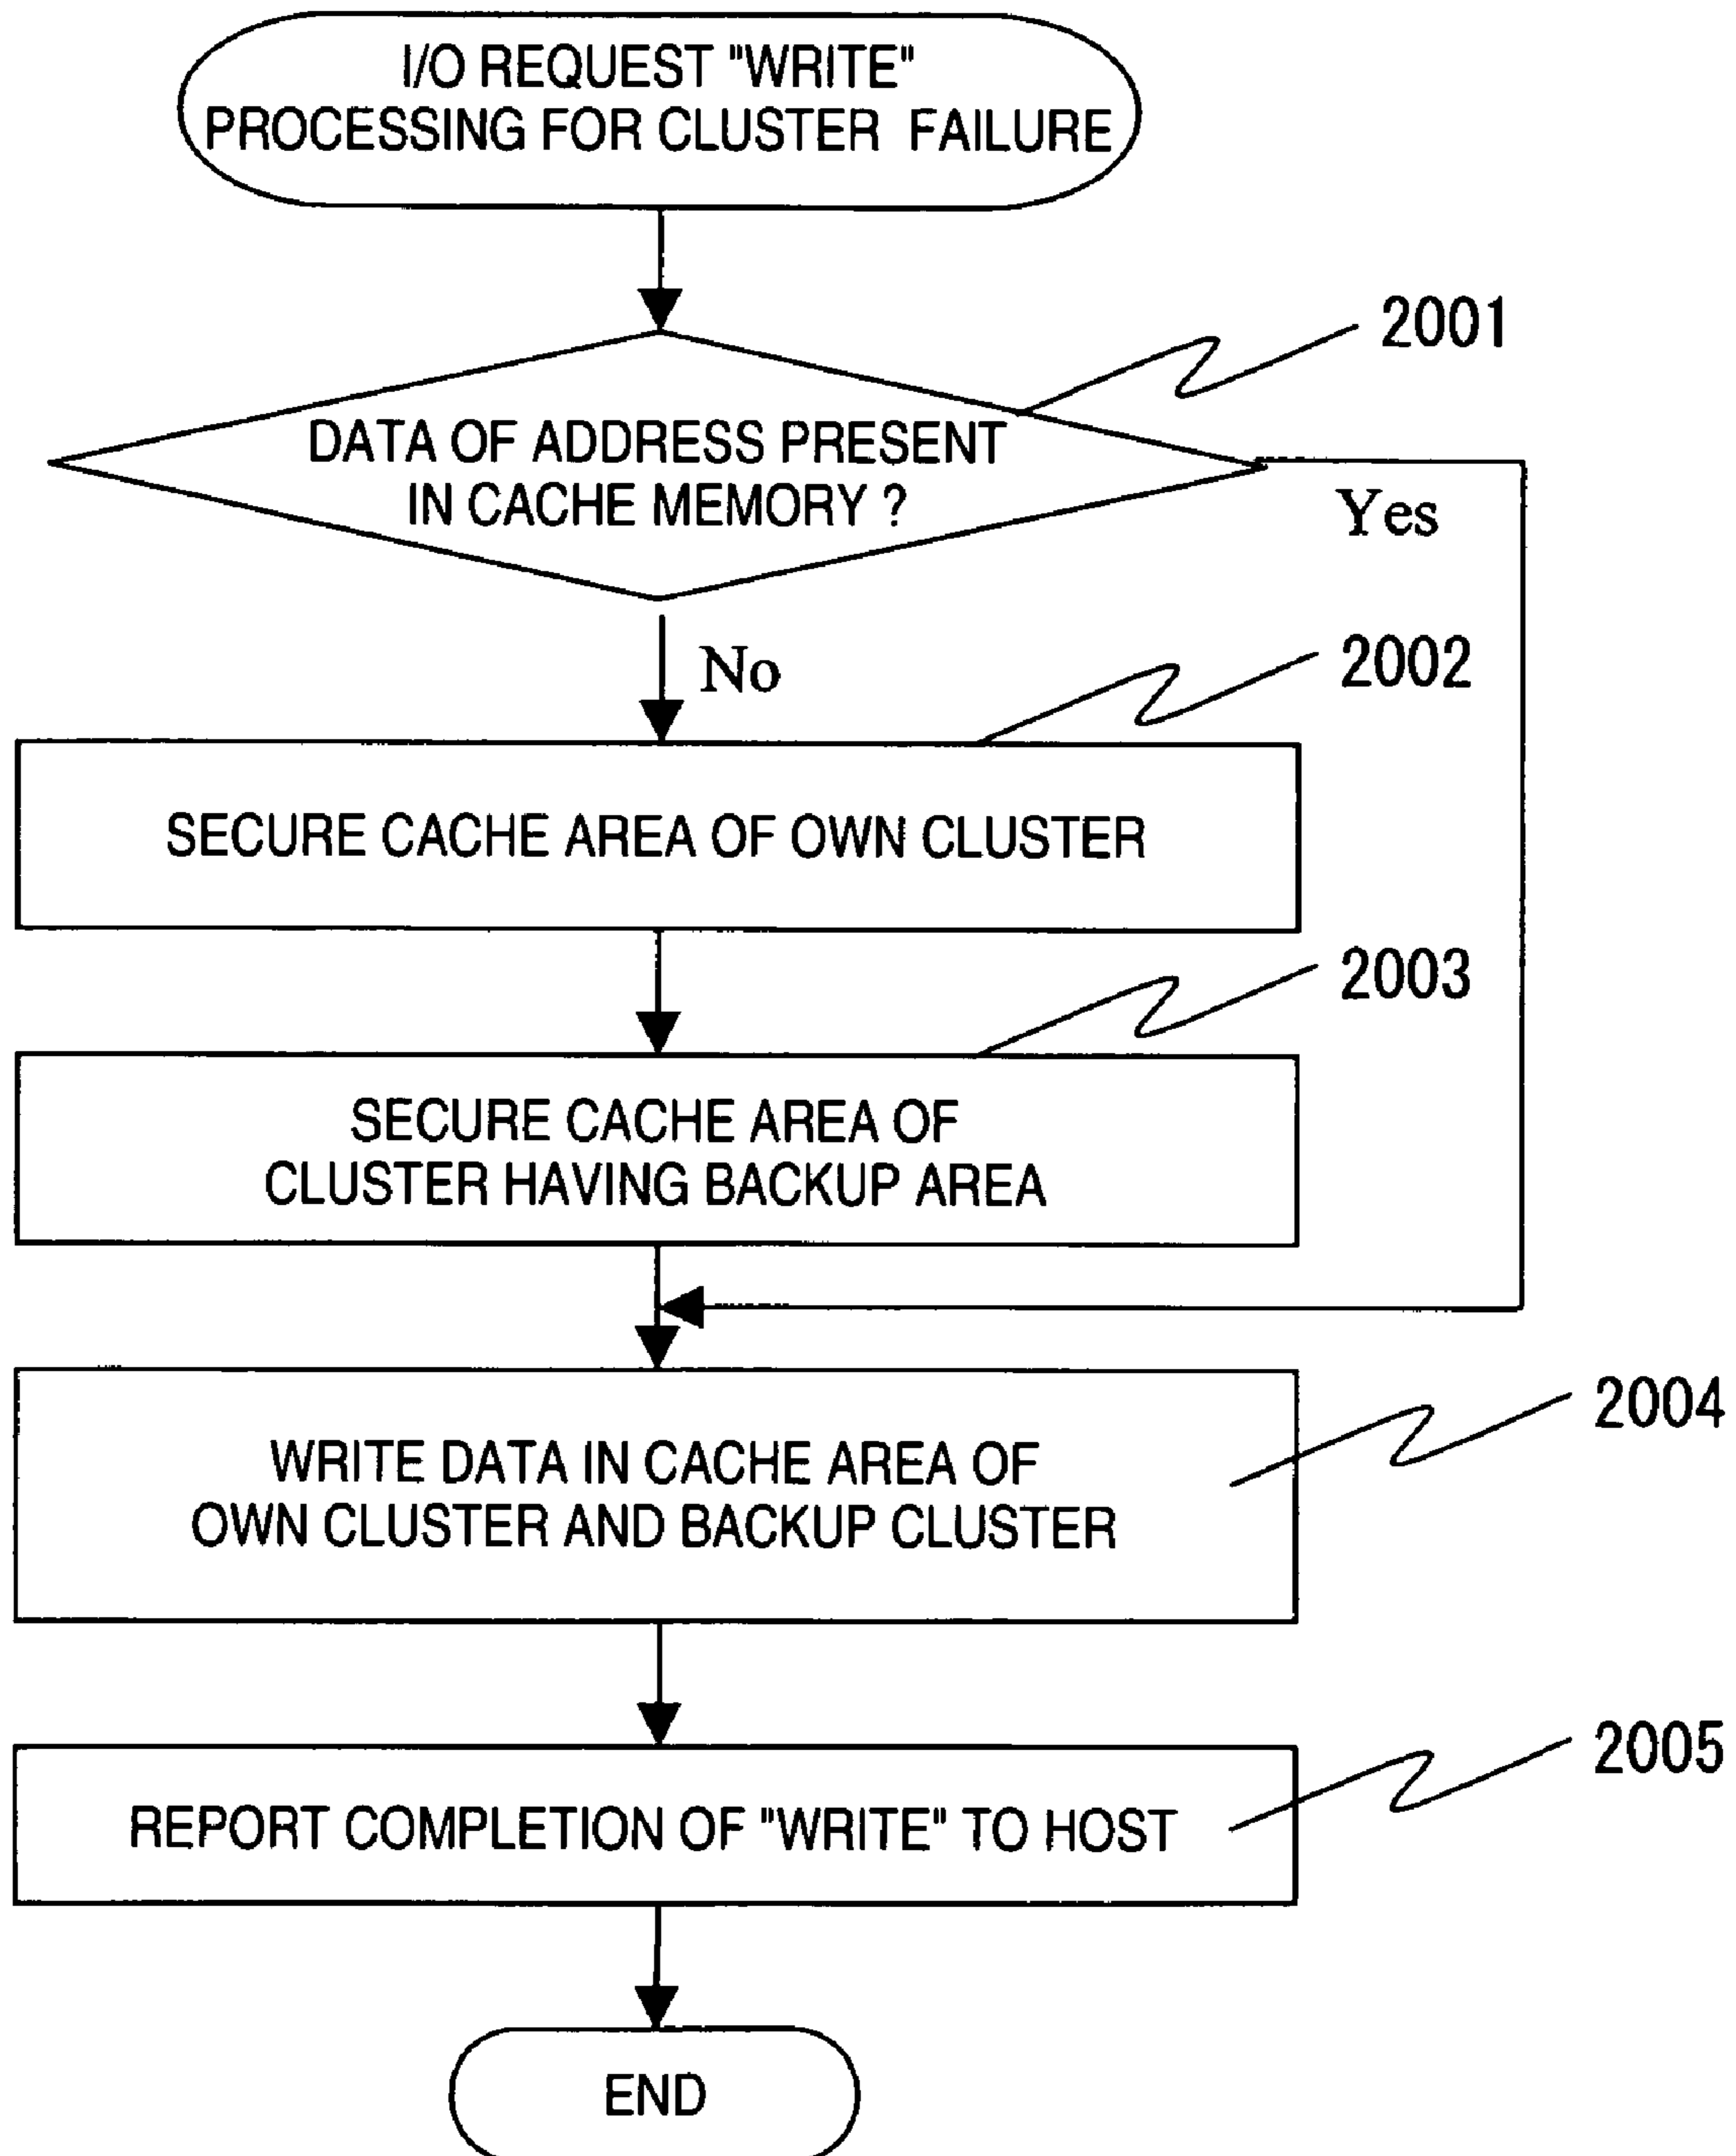 I/O REQUEST "WRITE"
PROCESSING FOR CLUSTER FAILURE
2001
DATA OF ADDRESS PRESENT
IN CACHE MEMORY ?
Yes
No
2002
SECURE CACHE AREA OF OWN CLUSTER
2003
SECURE CACHE AREA OF
CLUSTER HAVING BACKUP AREA
2004
WRITE DATA IN CACHE AREA OF
OWN CLUSTER AND BACKUP CLUSTER
2005
REPORT COMPLETION OF "WRITE" TO HOST
END